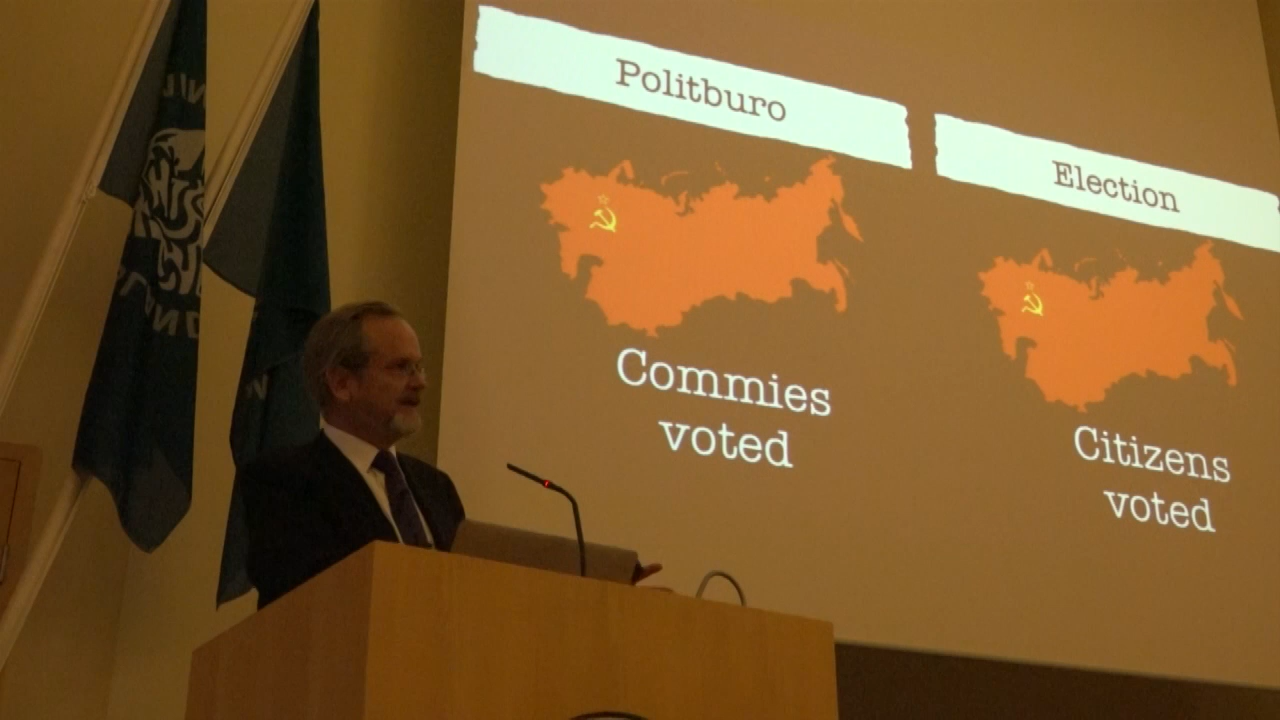 Politburo
Election
Commies
voted
Citizens
voted